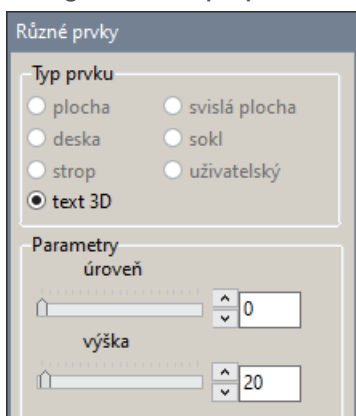 Různé prvky
Typ prvku
plocha svislá plocha
deska sokl
strop uživatelský
text 3D
Parametry
úroveň
0
výška
20